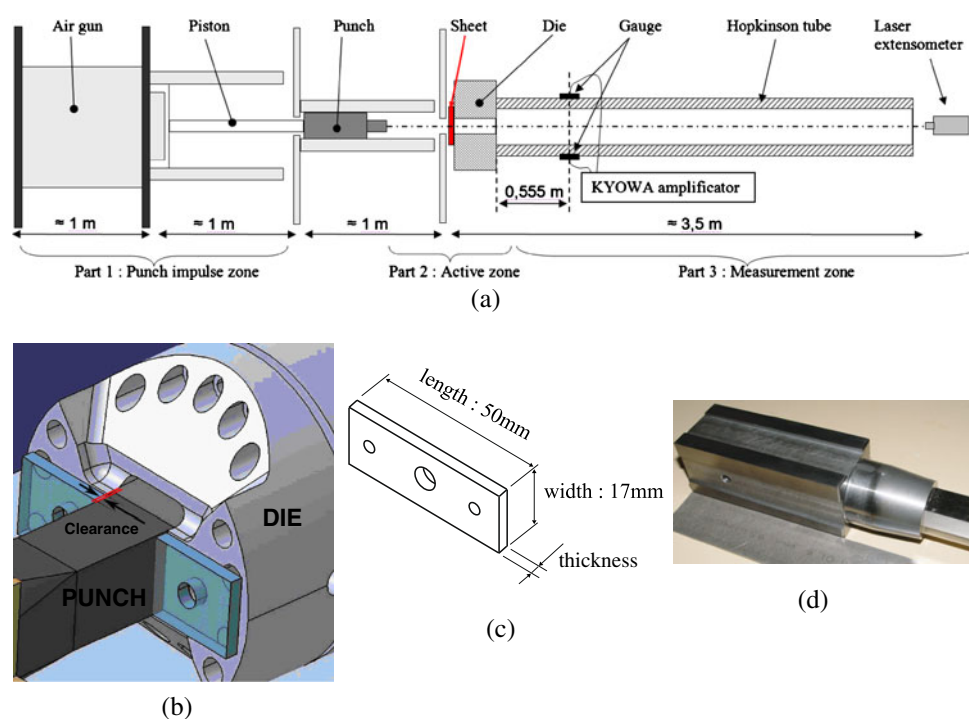 Air gun Piston Punch Sheet Die Gauge Hopkinson tube Laser
extensometer
KYOWA amplificator
0,555 m
≈ 1 m ≈ 1 m ≈ 1 m ≈ 3,5 m
Part 1 : Punch impulse zone Part 2 : Active zone Part 3 : Measurement zone
(a)
length : 50mm
width : 17mm
thickness
Clearance
DIE
PUNCH
(b)
(c)
(d)